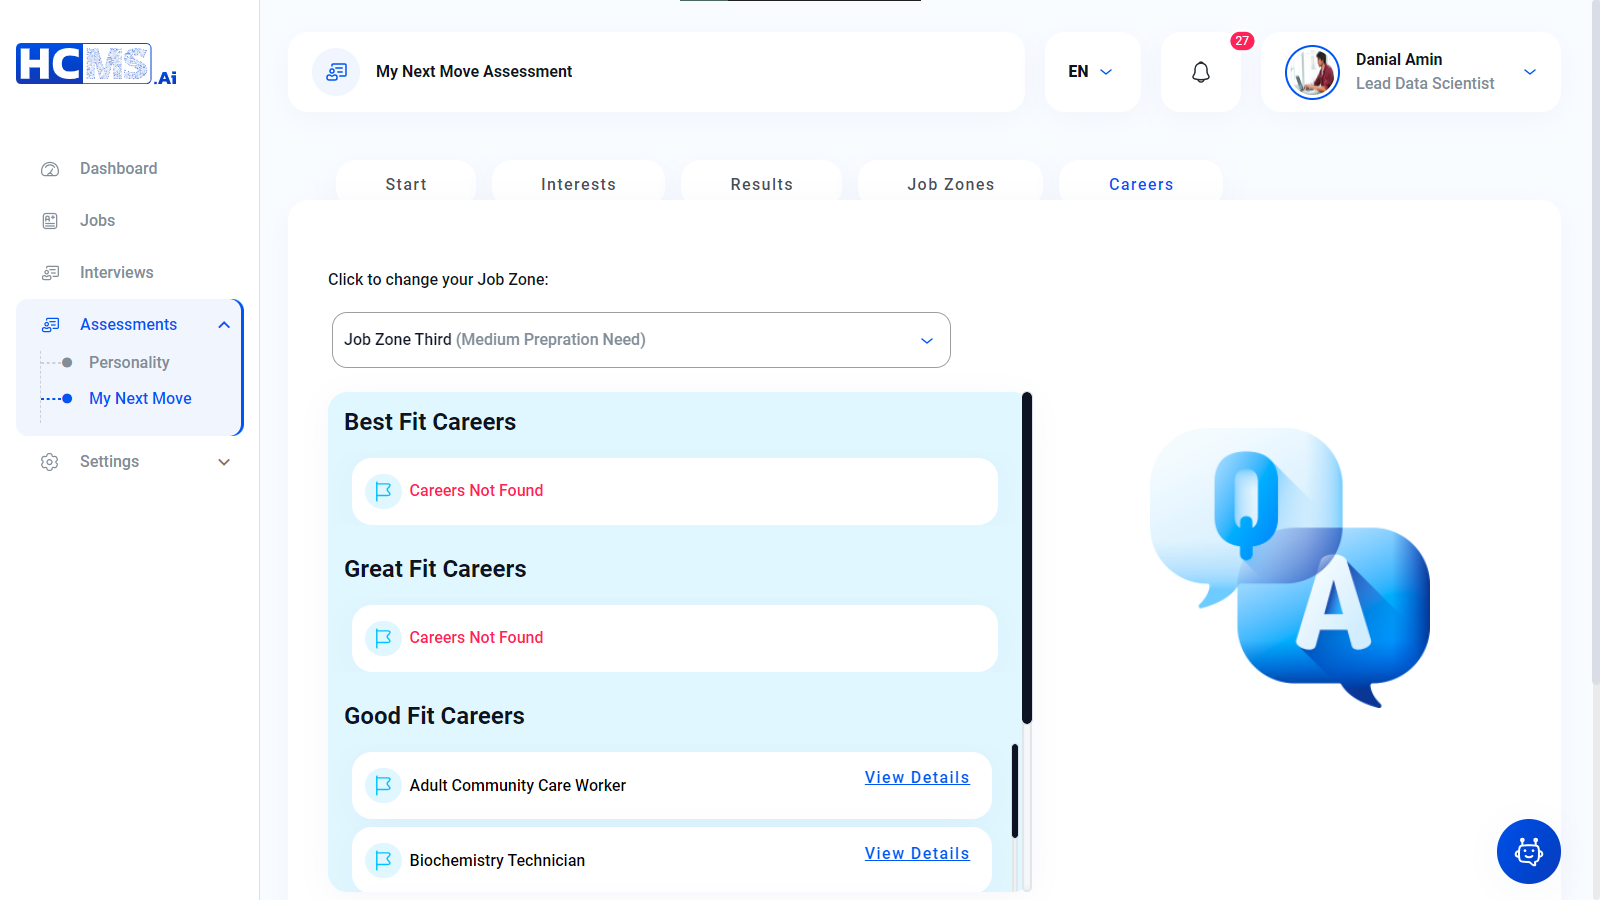 HCMS.Ai
My Next Move Assessment
EN
27
Danial Amin
Lead Data Scientist
Dashboard
Jobs
Interviews
Assessments
Personality
My Next Move
Settings
Start
Interests
Results
Job Zones
Careers
Click to change your Job Zone:
Job Zone Third (Medium Prepration Need)
Best Fit Careers
Careers Not Found
Great Fit Careers
Careers Not Found
Good Fit Careers
Adult Community Care Worker
View Details
Biochemistry Technician
View Details
Q
A